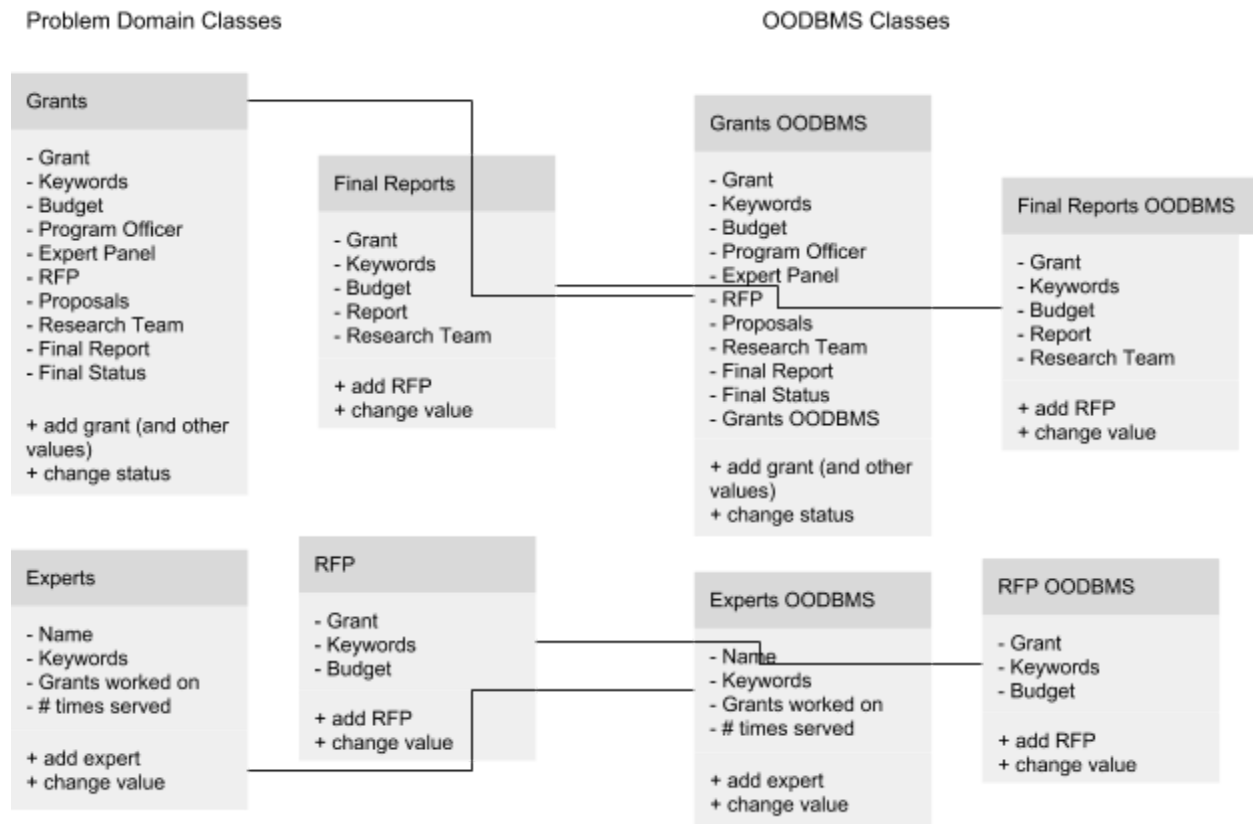 Problem Domain Classes
OODBMS Classes
Grants
- Grant
- Keywords
- Budget
- Program Officer
- Expert Panel
- RFP
- Proposals
- Research Team
- Final Report
- Final Status
+ add grant (and other
values)
+ change status
Final Reports
- Grant
- Keywords
- Budget
- Report
- Research Team
+ add RFP
+ change value
Grants OODBMS
- Grant
- Keywords
- Budget
- Program Officer
- Expert Panel
- RFP
- Proposals
- Research Team
- Final Report
- Final Status
- Grants OODBMS
+ add grant (and other
values)
+ change status
Final Reports OODBMS
- Grant
- Keywords
- Budget
- Report
- Research Team
+ add RFP
+ change value
Experts
- Name
- Keywords
- Grants worked on
- # times served
+ add expert
+ change value
RFP
- Grant
- Keywords
- Budget
+ add RFP
+ change value
Experts OODBMS
- Name
- Keywords
- Grants worked on
- # times served
+ add expert
+ change value
RFP OODBMS
- Grant
- Keywords
- Budget
+ add RFP
+ change value